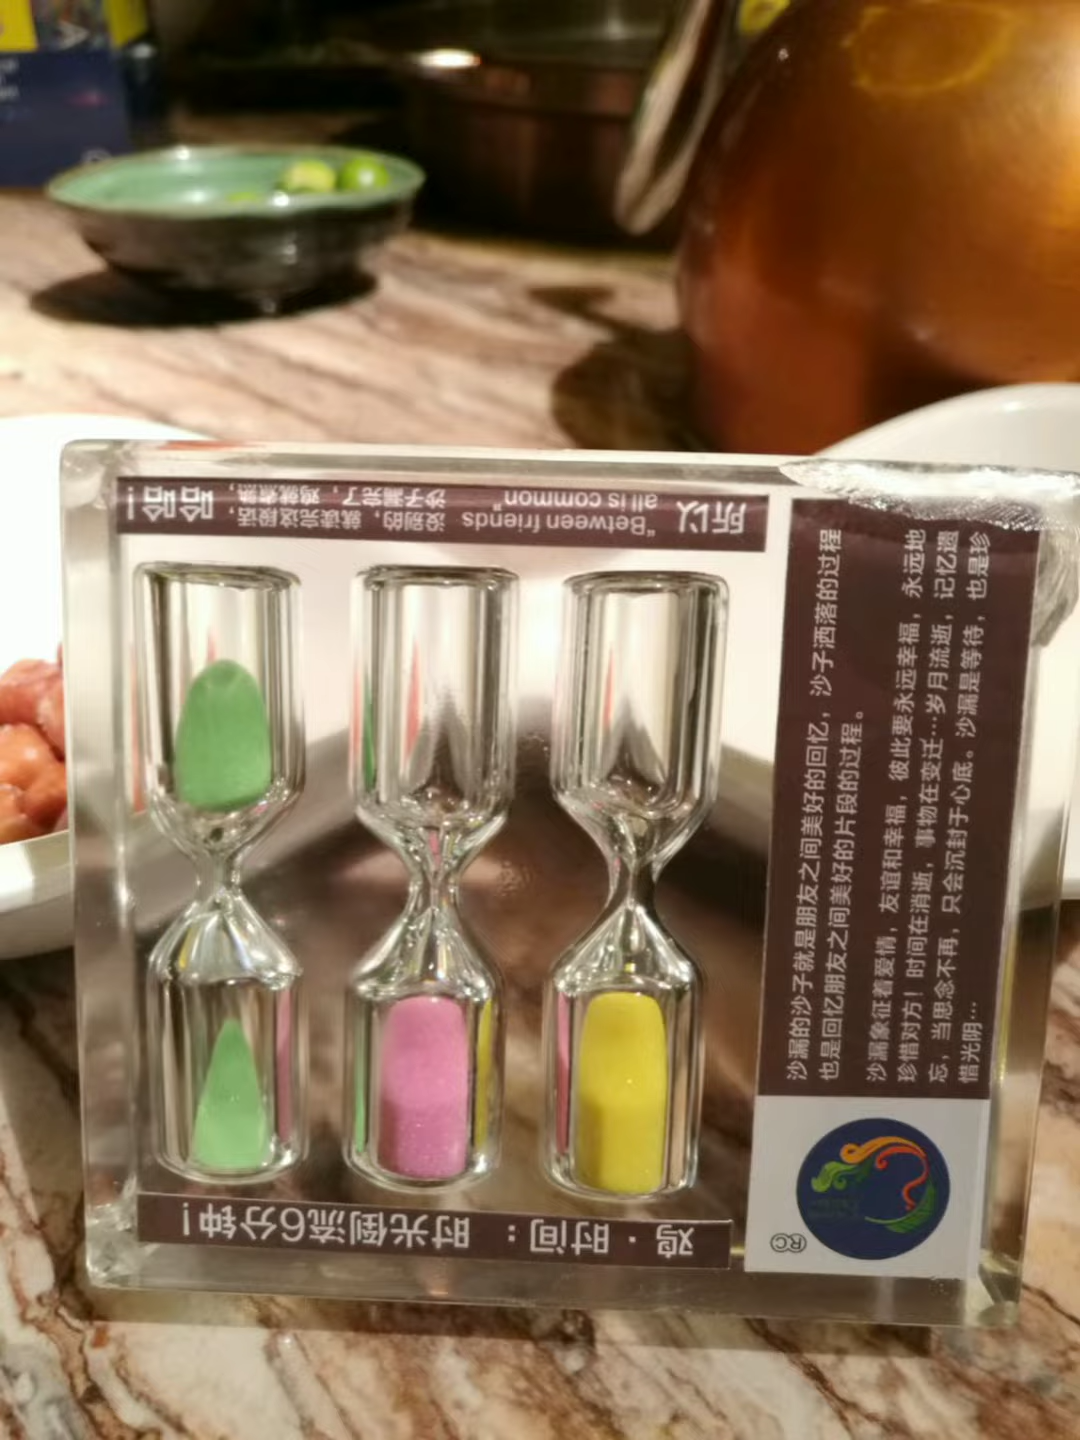 鸡·时间：时光倒流6分钟！
所以
"Between friends
all is common"
没别的，就谈完这段话，
沙子漏完了，鸡就煮熟，
哈哈！
沙漏的沙子就是朋友之间美好的回忆，沙子洒落的过程
也是回忆朋友之间美好的片段的过程。
沙漏象征着爱情，友谊和幸福，彼此要永远幸福，永远地
珍惜对方！时间在消逝，事物在变迁…岁月流逝，记忆遗
忘，当思念不再，只会沉封于心底。沙漏是等待，也是珍
惜光阴…
RC